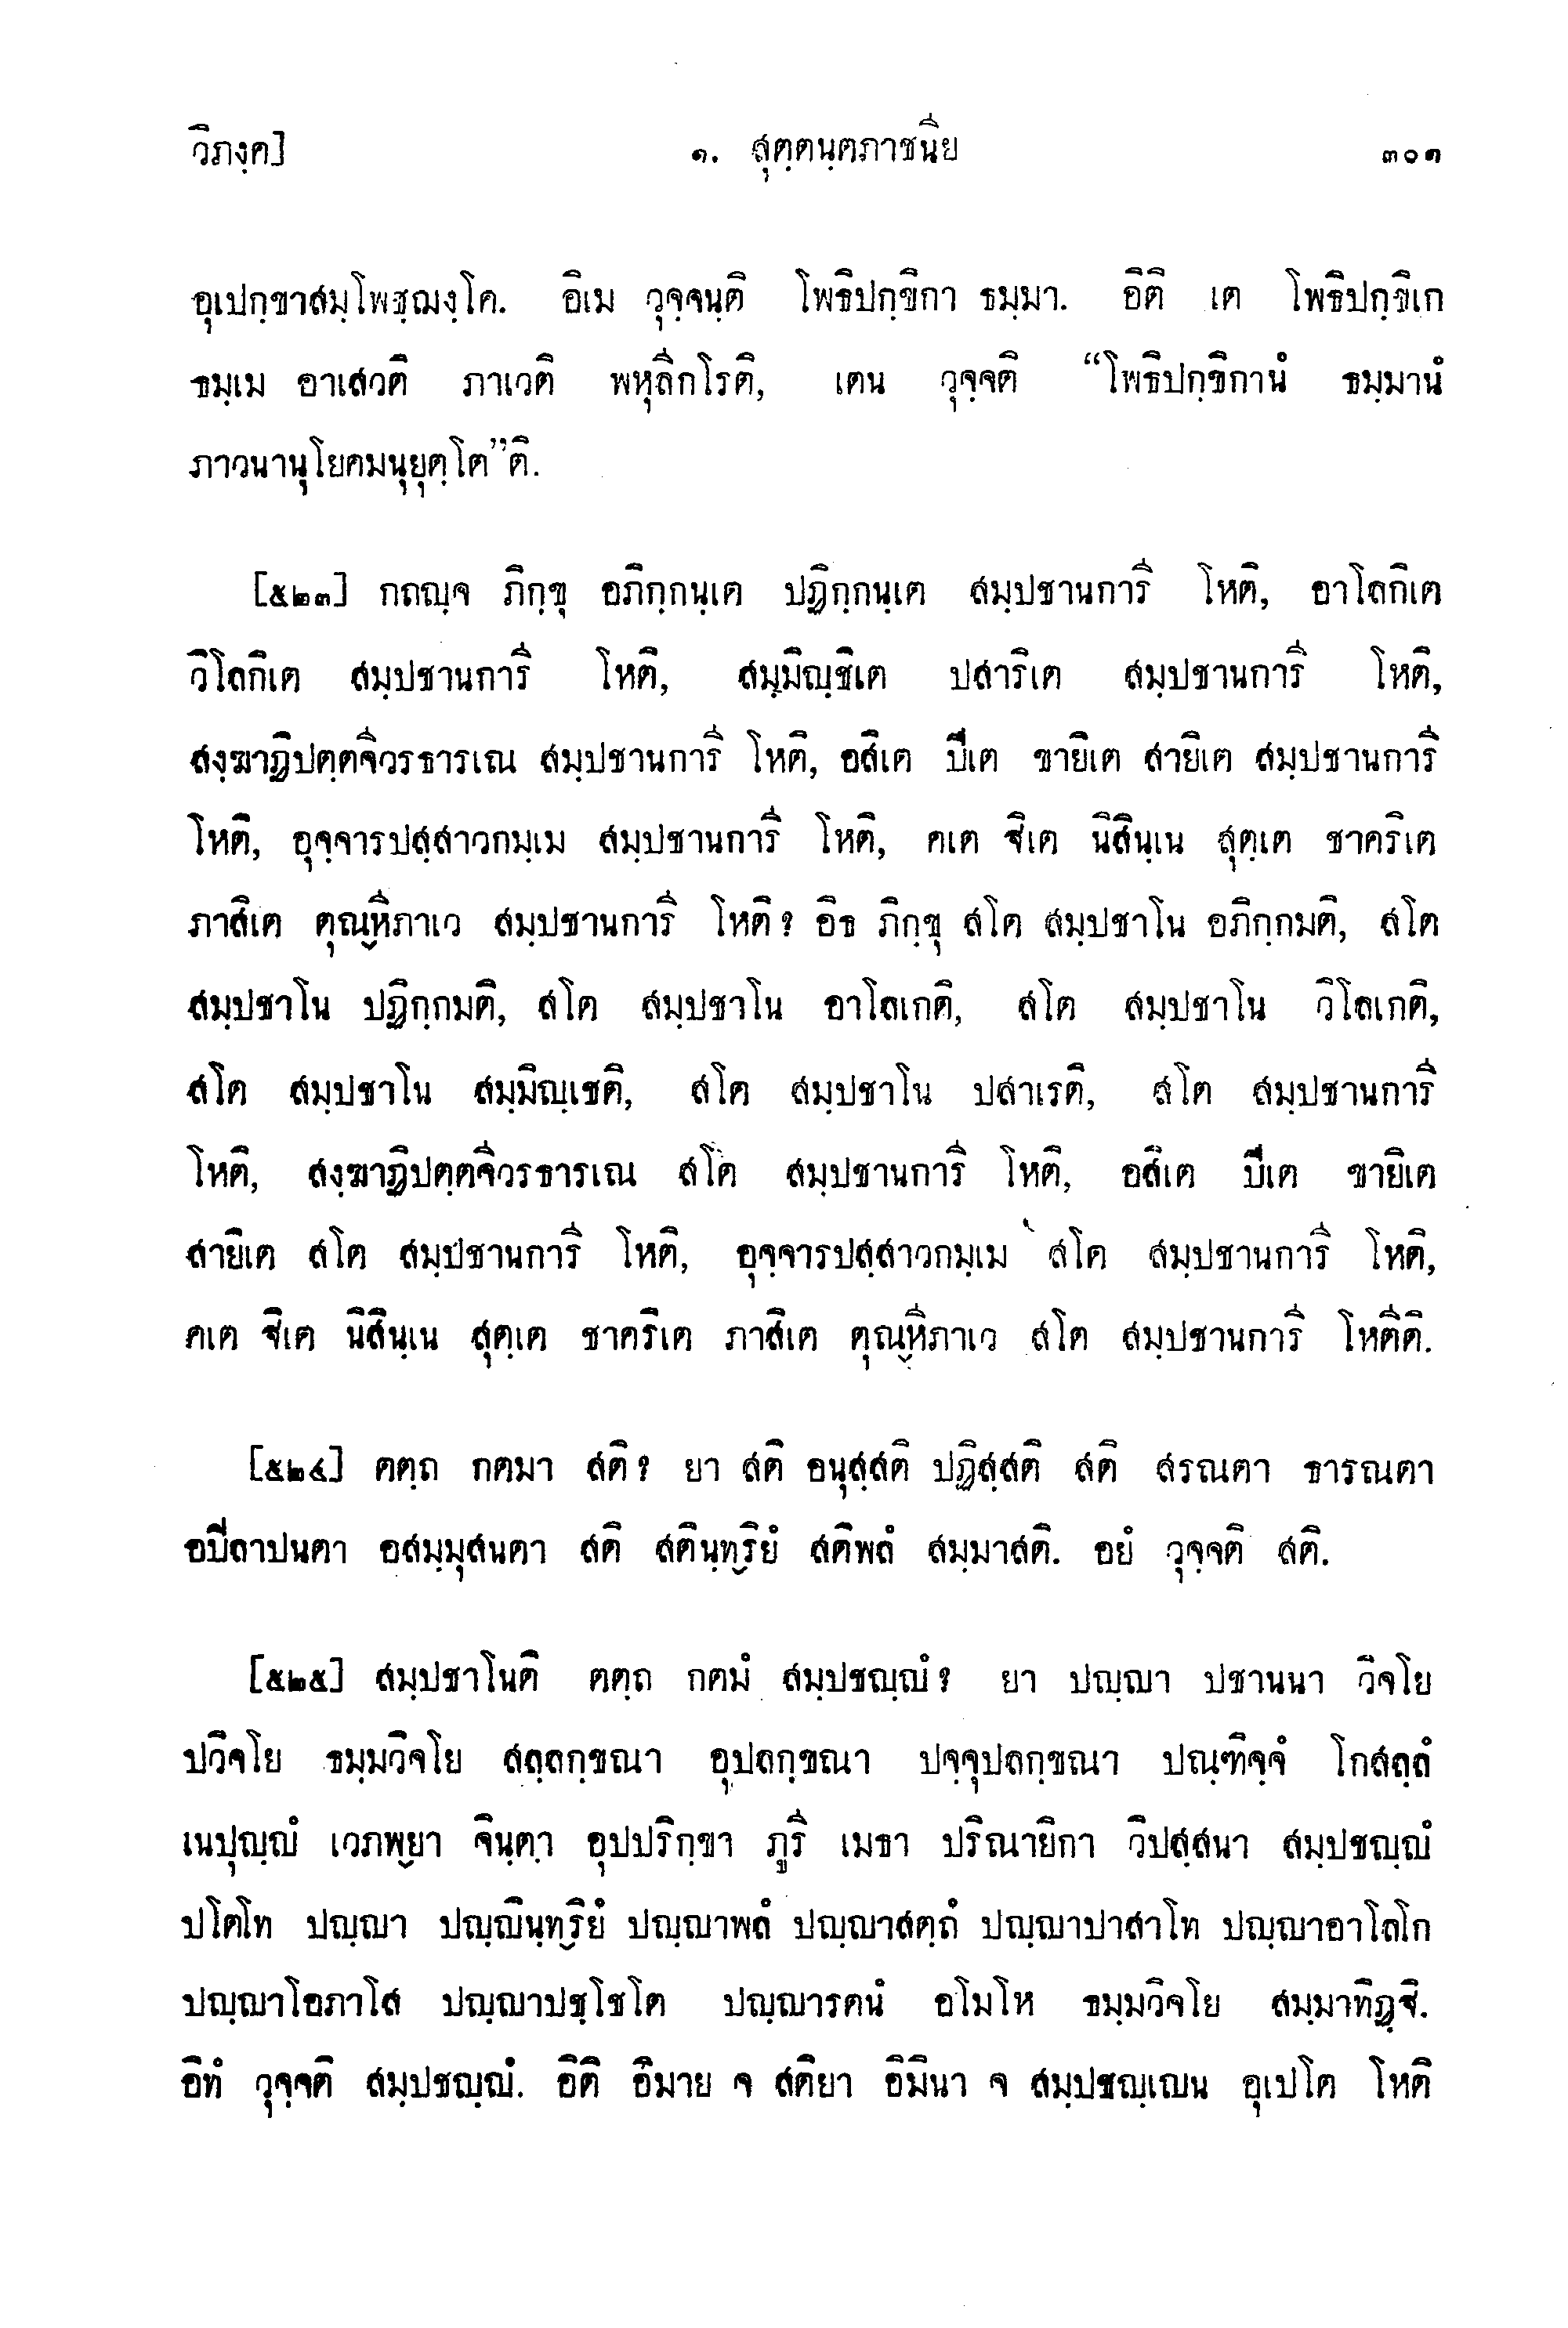 วิภงฺค] ๑. สุตฺตนฺตภาชนีย ๓๐๑
อุเปกฺขาสมฺโพชฺฌงฺโค. อิเม วุจฺจนฺติ โพธิปกฺขิกา ธมฺมา. อิติ เต โพธิปกฺขิเก
ธมฺเม อาเสวติ ภาเวติ พหุลีกโรติ, เตน วุจฺจติ “โพธิปกฺขิกานํ ธมฺมานํ
ภาวนานุโยคมนุยุตฺโต”ติ.
[๕๒๓] กถญฺจ ภิกฺขุ อภิกฺกนฺเต ปฏิกฺกนฺเต สมฺปชานการี โหติ, อาโลกิเต
วิโลกิเต สมฺปชานการี โหติ, สมฺมิญฺชิเต ปสาริเต สมฺปชานการี โหติ,
สงฺฆาฏิปตฺตจีวรธารเณ สมฺปชานการี โหติ, อสิเต ปีเต ขายิเต สายิเต สมฺปชานการี
โหติ, อุจฺจารปสฺสาวกมฺเม สมฺปชานการี โหติ, คเต ฐิเต นิสินฺเน สุตฺเต ชาคริเต
ภาสิเต ตุณฺหีภาเว สมฺปชานการี โหติ? อิธ ภิกฺขุ สโต สมฺปชาโน อภิกฺกมติ, สโต
สมฺปชาโน ปฏิกฺกมติ, สโต สมฺปชาโน อาโลเกติ, สโต สมฺปชาโน วิโลเกติ,
สโต สมฺปชาโน สมฺมิญฺเชติ, สโต สมฺปชาโน ปสาเรติ, สโต สมฺปชานการี
โหติ, สงฺฆาฏิปตฺตจีวรธารเณ สโต สมฺปชานการี โหติ, อสิเต ปีเต ขายิเต
สายิเต สโต สมฺปชานการี โหติ, อุจฺจารปสฺสาวกมฺเม สโต สมฺปชานการี โหติ,
คเต ฐิเต นิสินฺเน สุตฺเต ชาคริเต ภาสิเต ตุณฺหีภาเว สโต สมฺปชานการี โหตีติ.
[๕๒๔] ตตฺถ กตมา สติ? ยา สติ อนุสฺสติ ปฏิสฺสติ สติ สรณตา ธารณตา
อปิลาปนตา อสมฺมุสนตา สติ สตินฺทฺริยํ สติพลํ สมฺมาสติ. อยํ วุจฺจติ สติ.
[๕๒๕] สมฺปชาโนติ ตตฺถ กตมํ สมฺปชญฺญํ? ยา ปญฺญา ปชานนา วิจโย
ปวิจโย ธมฺมวิจโย สลฺลกฺขณา อุปลกฺขณา ปจฺจุปลกฺขณา ปณฺฑิจฺจํ โกสลฺลํ
เนปุญฺญํ เวภพฺยา จินฺตา อุปปริกฺขา ภูรี เมธา ปริณายิกา วิปสฺสนา สมฺปชญฺญํ
ปโตโท ปญฺญา ปญฺญินฺทฺริยํ ปญฺญาพลํ ปญฺญาสตฺถํ ปญฺญาปาสาโท ปญฺญาอาโลโก
ปญฺญาโอภาโส ปญฺญาปชฺโชโต ปญฺญารตนํ อโมโห ธมฺมวิจโย สมฺมาทิฏฺฐิ.
อิทํ วุจฺจติ สมฺปชญฺญํ. อิติ อิมาย จ สติยา อิมินา จ สมฺปชญฺเญน อุเปโต โหติ